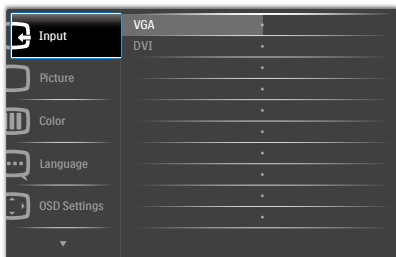 Input
VGA
DVI
Picture
Color
Language
OSD Settings